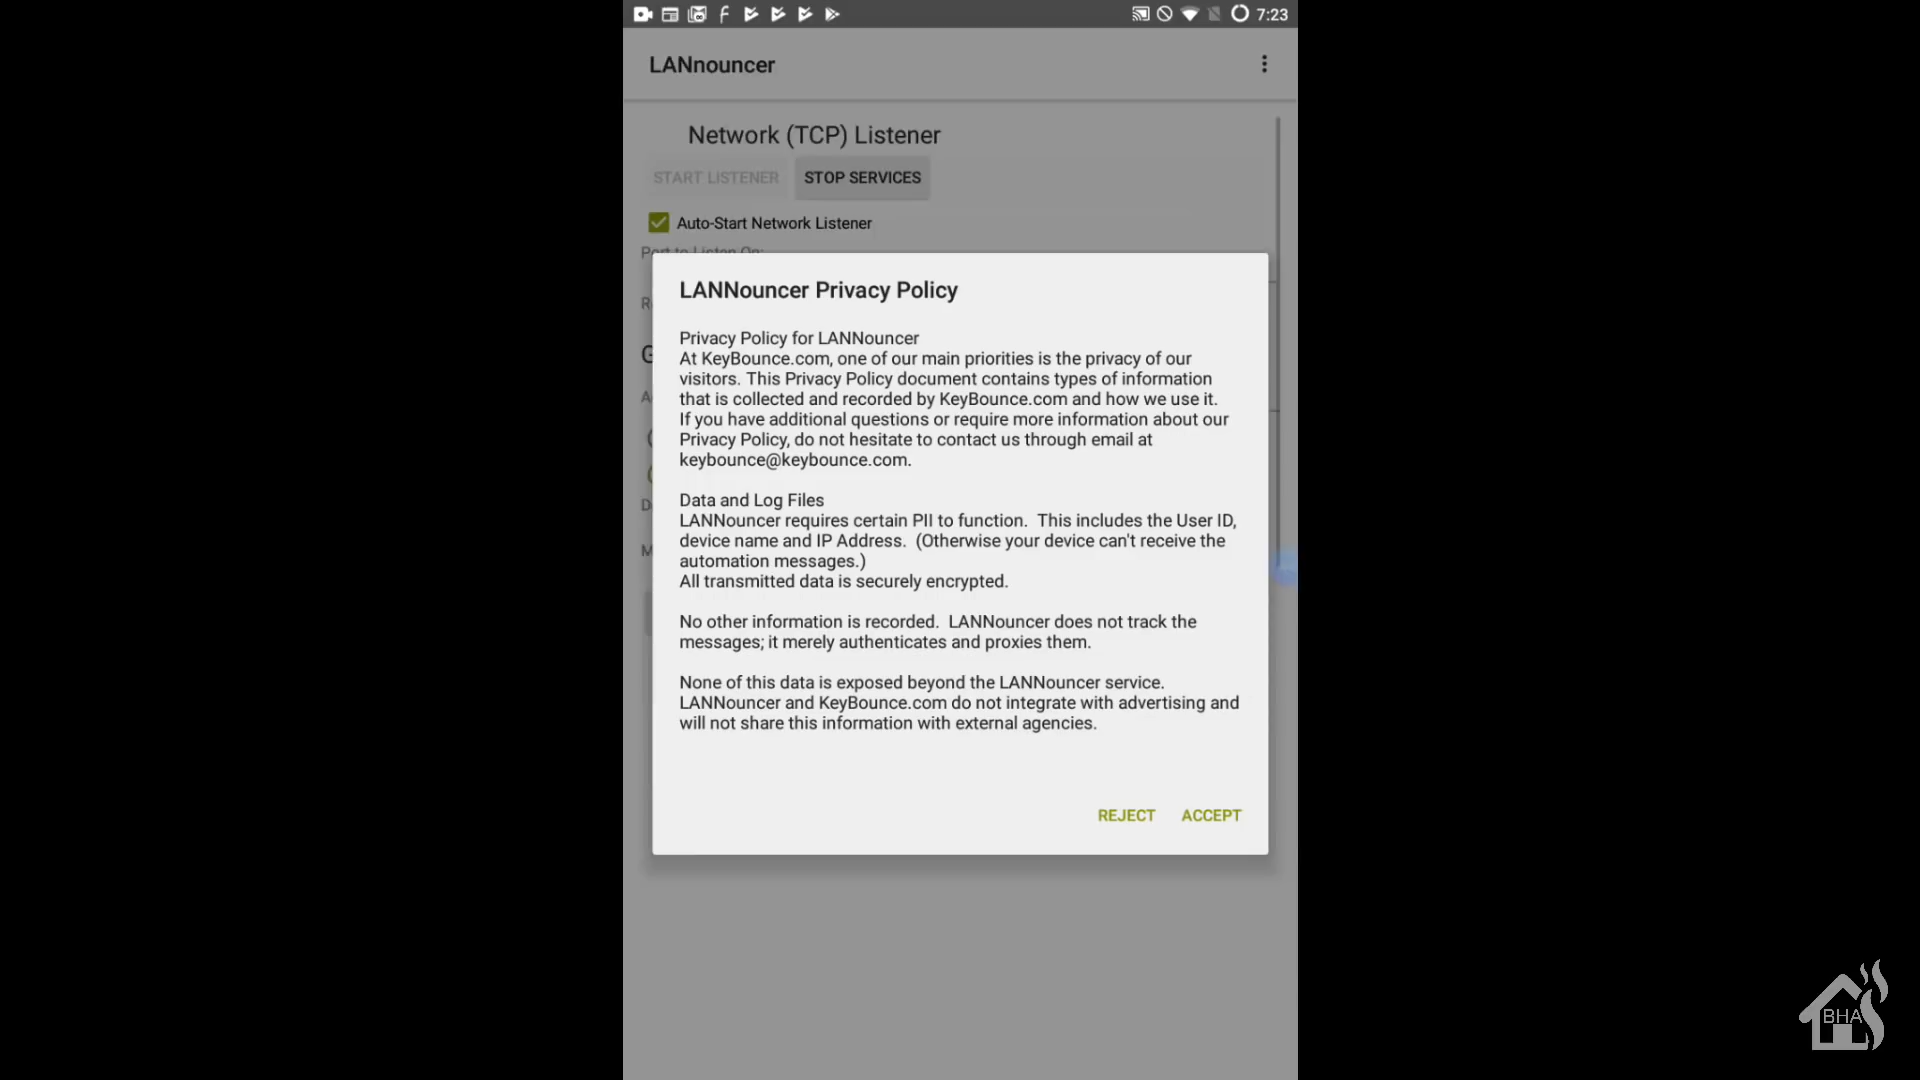 7:23
LANnouncer
Network (TCP) Listener
START LISTENER STOP SERVICES
Auto-Start Network Listener
Port to Listen On:
LANNouncer Privacy Policy
Privacy Policy for LANNouncer
At KeyBounce.com, one of our main priorities is the privacy of our
visitors. This Privacy Policy document contains types of information
that is collected and recorded by KeyBounce.com and how we use it.
If you have additional questions or require more information about our
Privacy Policy, do not hesitate to contact us through email at
keybounce@keybounce.com.
Data and Log Files
LANNouncer requires certain PII to function.  This includes the User ID,
device name and IP Address.  (Otherwise your device can't receive the
automation messages.)
All transmitted data is securely encrypted.
No other information is recorded.  LANNouncer does not track the
messages; it merely authenticates and proxies them.
None of this data is exposed beyond the LANNouncer service.
LANNouncer and KeyBounce.com do not integrate with advertising and
will not share this information with external agencies.
REJECT ACCEPT
BHA